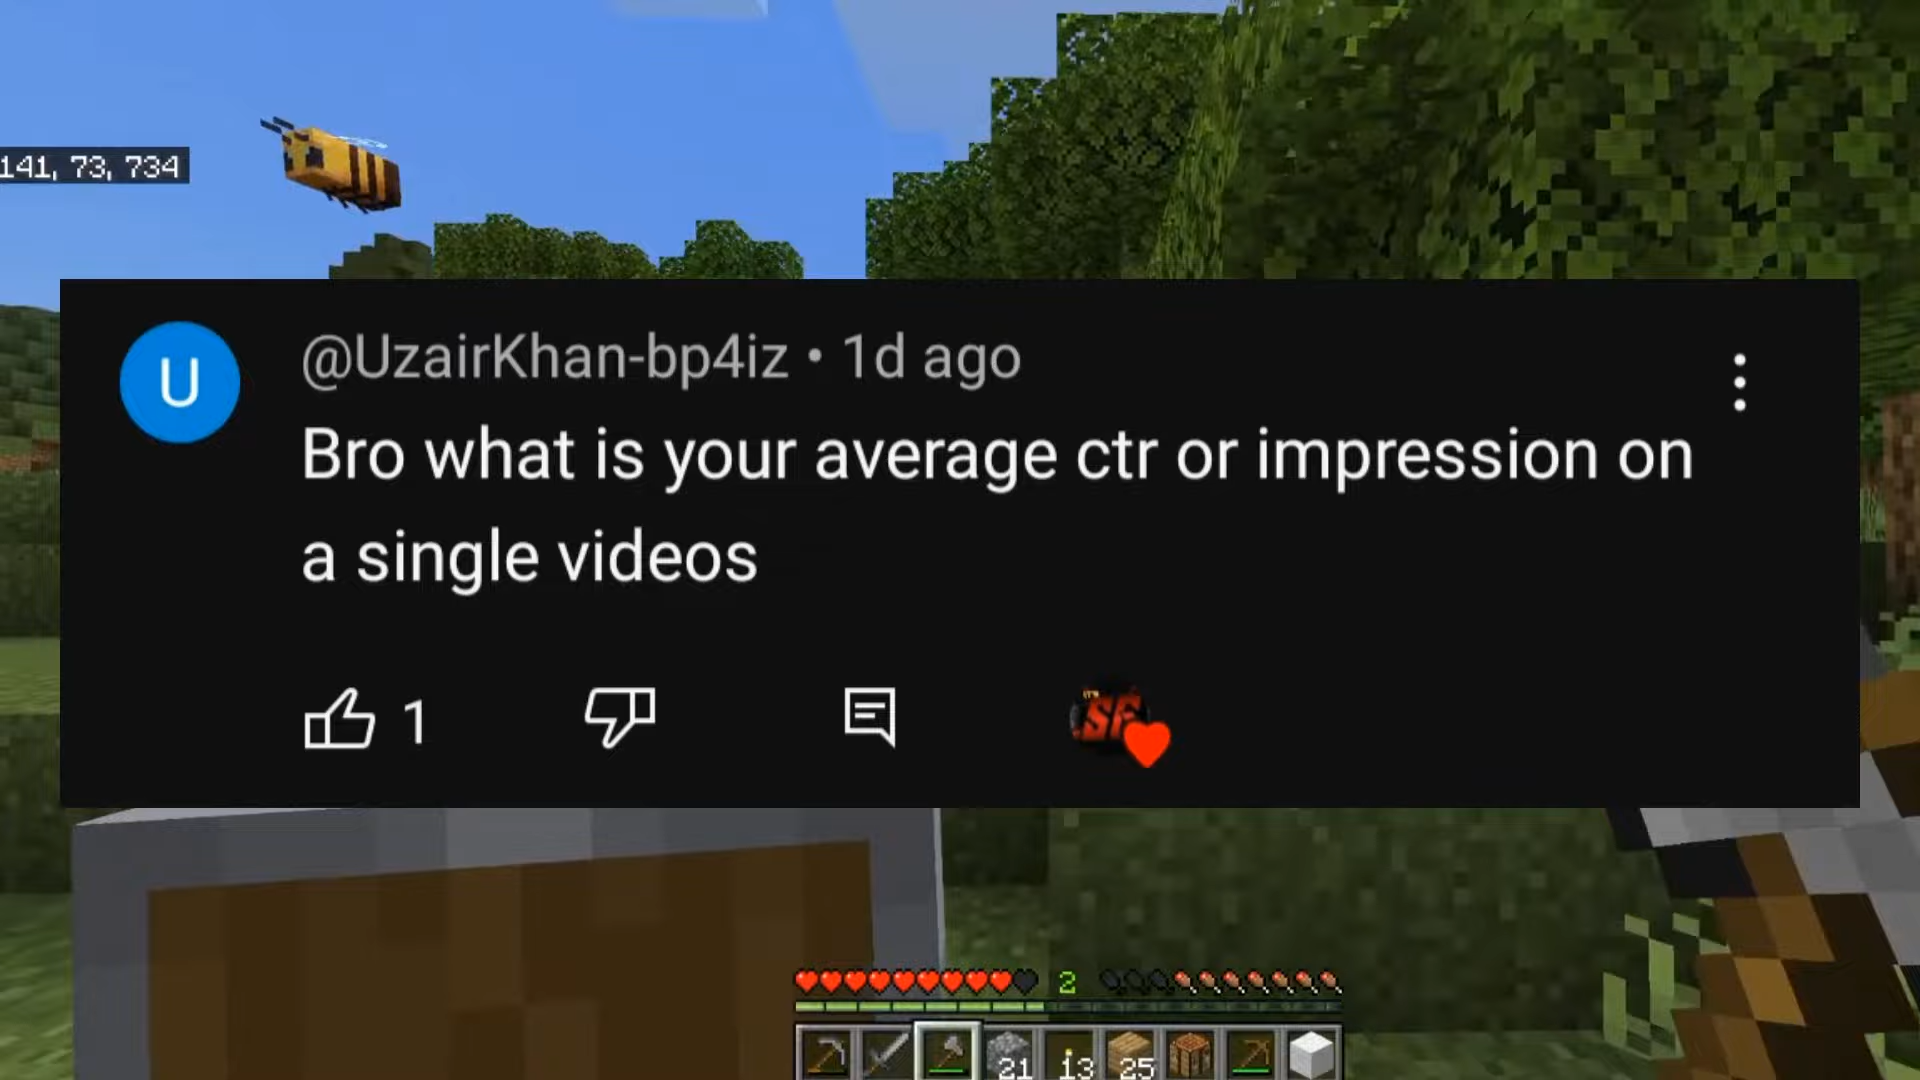 141, 73, 734
U
@UzairKhan-bp4iz • 1d ago
Bro what is your average ctr or impression on
a single videos
1
SF
2
21 13 25